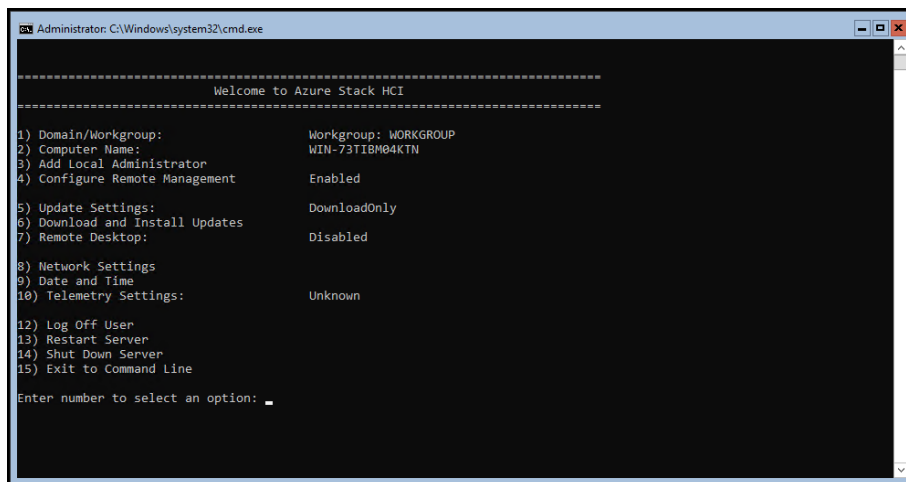 Administrator: C:\Windows\system32\cmd.exe
================================================================================
Welcome to Azure Stack HCI
================================================================================
1) Domain/Workgroup: Workgroup: WORKGROUP
2) Computer Name: WIN-73TIBM04KTN
3) Add Local Administrator
4) Configure Remote Management Enabled
5) Update Settings: DownloadOnly
6) Download and Install Updates
7) Remote Desktop: Disabled
8) Network Settings
9) Date and Time
10) Telemetry Settings: Unknown
12) Log Off User
13) Restart Server
14) Shut Down Server
15) Exit to Command Line
Enter number to select an option: _